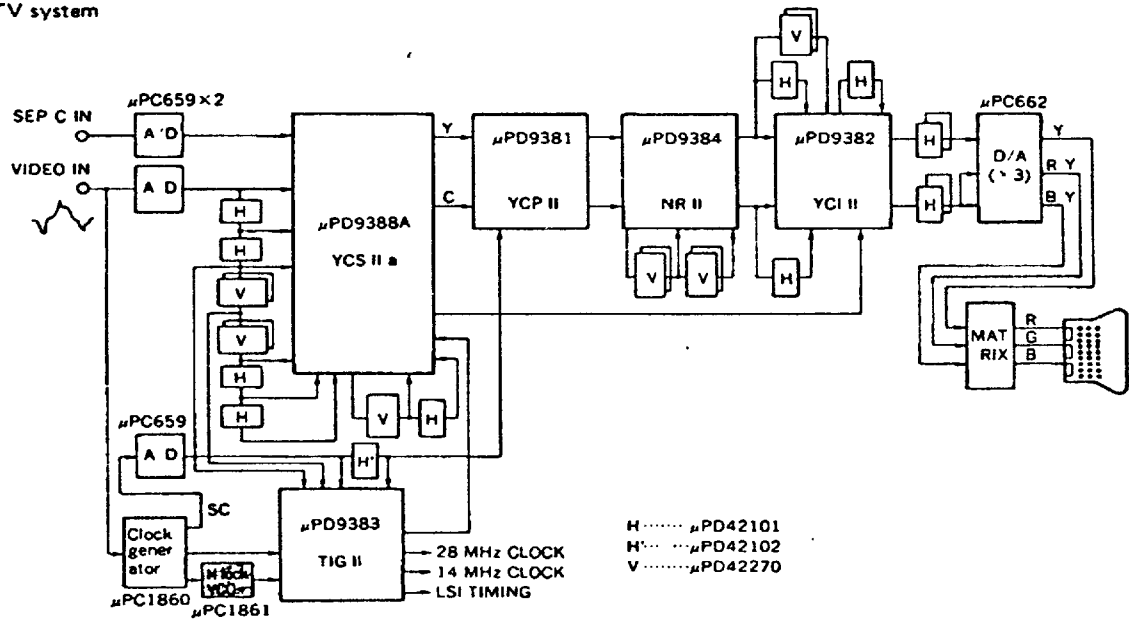 TV system
μPC659×2
SEP C IN
A/D
VIDEO IN
A D
H
H
V
V
H
H
μPD9388A
YCS II a
Y
C
V
H
μPD9381
YCP II
μPD9384
NR II
V
V
V
H
H
H
μPD9382
YCI II
H
H
μPC662
D/A
(×3)
Y
R Y
B Y
MAT
RIX
R
G
B
μPC659
A D
SC
H'
Clock
gener
ator
μPC1860
μPC1861
μPD9383
TIG II
28 MHz CLOCK
14 MHz CLOCK
LSI TIMING
H ······· μPD42101
H' ··· ··· μPD42102
V ······· μPD42270